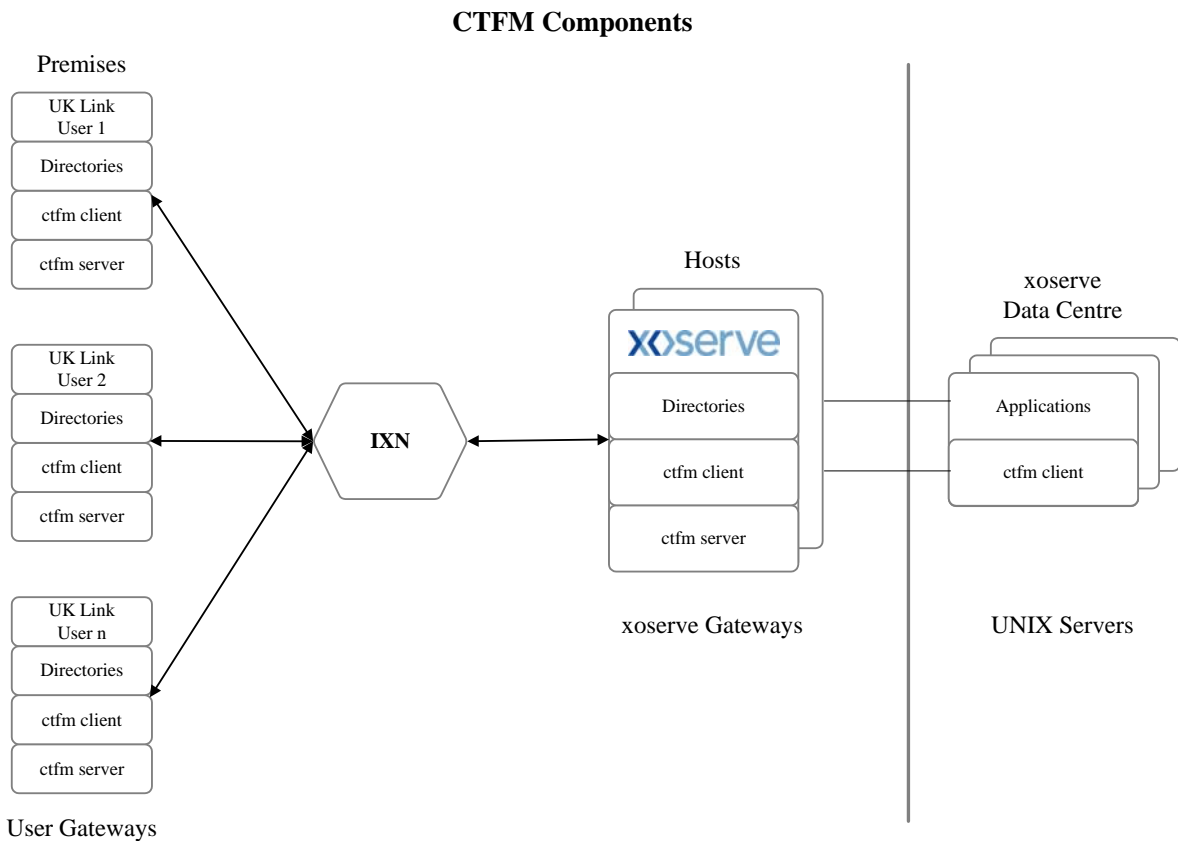 CTFM Components
Premises
UK Link
User 1
Directories
ctfm client
ctfm server
UK Link
User 2
Directories
ctfm client
ctfm server
UK Link
User n
Directories
ctfm client
ctfm server
User Gateways
IXN
Hosts
xoserve
Directories
ctfm client
ctfm server
xoserve Gateways
xoserve
Data Centre
Applications
ctfm client
UNIX Servers